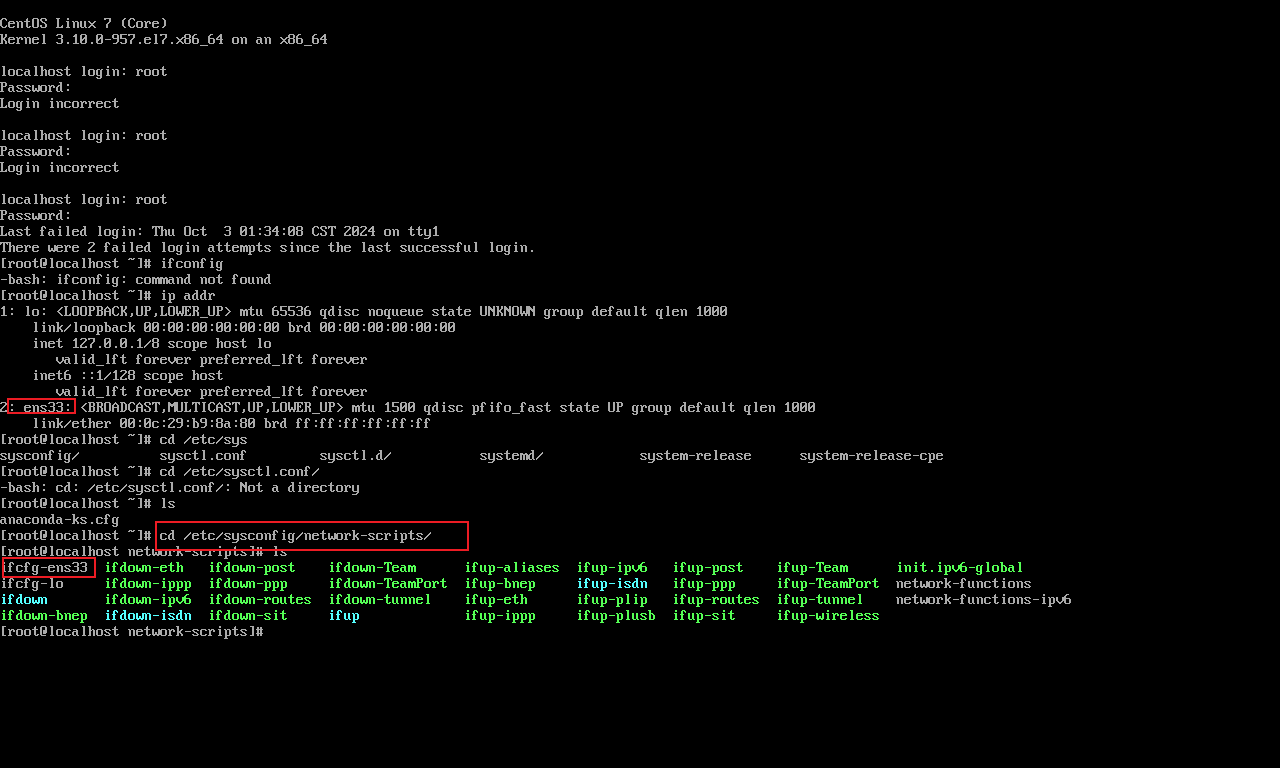 CentOS Linux 7 (Core)
Kernel 3.10.0-957.el7.x86_64 on an x86_64
localhost login: root
Password:
Login incorrect
localhost login: root
Password:
Login incorrect
localhost login: root
Password:
Last failed login: Thu Oct  3 01:34:08 CST 2024 on tty1
There were 2 failed login attempts since the last successful login.
[root@localhost ~]# ifconfig
-bash: ifconfig: command not found
[root@localhost ~]# ip addr
1: lo: <LOOPBACK,UP,LOWER_UP> mtu 65536 qdisc noqueue state UNKNOWN group default qlen 1000
    link/loopback 00:00:00:00:00:00 brd 00:00:00:00:00:00
    inet 127.0.0.1/8 scope host lo
       valid_lft forever preferred_lft forever
    inet6 ::1/128 scope host
       valid_lft forever preferred_lft forever
2: ens33: <BROADCAST,MULTICAST,UP,LOWER_UP> mtu 1500 qdisc pfifo_fast state UP group default qlen 1000
    link/ether 00:0c:29:b9:8a:80 brd ff:ff:ff:ff:ff:ff
[root@localhost ~]# cd /etc/sys
sysconfig/          sysctl.conf         sysctl.d/           systemd/            system-release      system-release-cpe
[root@localhost ~]# cd /etc/sysctl.conf/
-bash: cd: /etc/sysctl.conf/: Not a directory
[root@localhost ~]# ls
anaconda-ks.cfg
[root@localhost ~]# cd /etc/sysconfig/network-scripts/
[root@localhost network-scripts]# ls
ifcfg-ens33  ifdown-eth   ifdown-post    ifdown-Team      ifup-aliases  ifup-ipv6   ifup-post    ifup-Team      init.ipv6-global
ifcfg-lo     ifdown-ippp  ifdown-ppp     ifdown-TeamPort  ifup-bnep     ifup-isdn   ifup-ppp     ifup-TeamPort  network-functions
ifdown       ifdown-ipv6  ifdown-routes  ifdown-tunnel    ifup-eth      ifup-plip   ifup-routes  ifup-tunnel    network-functions-ipv6
ifdown-bnep  ifdown-isdn  ifdown-sit     ifup             ifup-ippp     ifup-plusb  ifup-sit     ifup-wireless
[root@localhost network-scripts]#